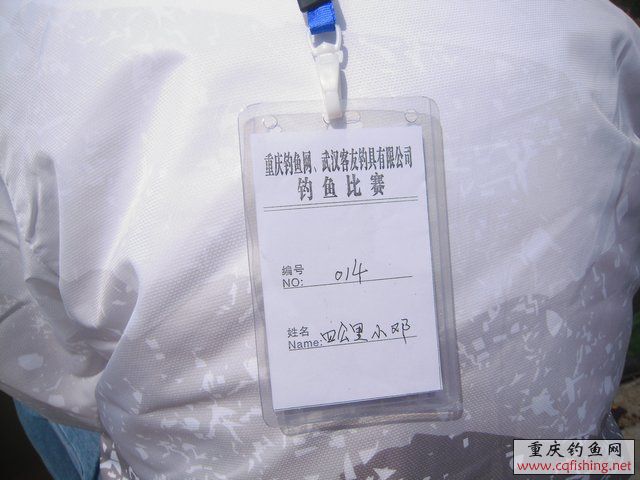 重庆钓鱼网、武汉客友钓具有限公司
钓鱼比赛
编号
NO: 014
姓名
Name: 四公里小邓
重庆钓鱼网
www.cqfishing.net